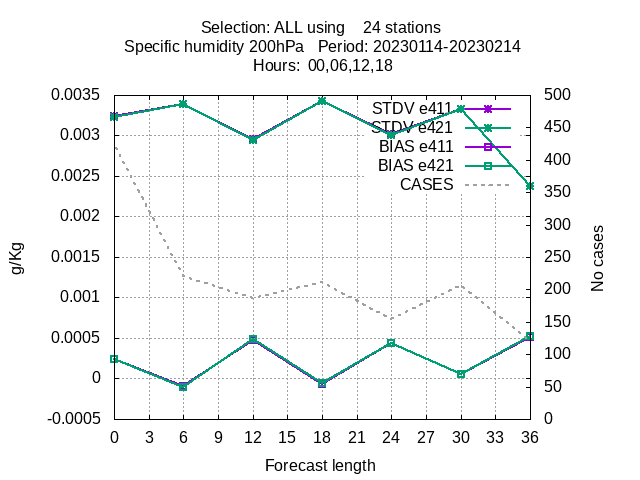 Selection: ALL using    24 stations
Specific humidity 200hPa   Period: 20230114-20230214
Hours:  00,06,12,18
0.0035
0.003
0.0025
0.002
0.0015
0.001
0.0005
0
-0.0005
g/Kg
STDV e411
STDV e421
BIAS e411
BIAS e421
CASES
500
450
400
350
300
250
200
150
100
50
0
No cases
0 3 6 9 12 15 18 21 24 27 30 33 36
Forecast length